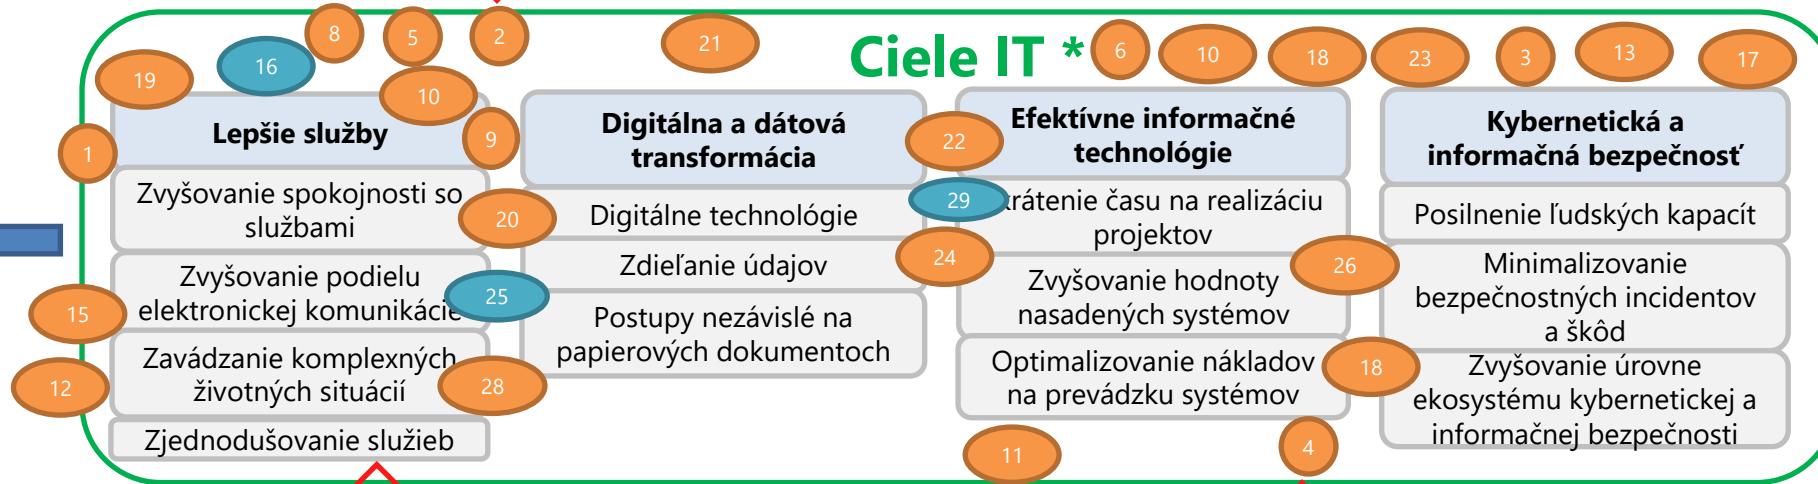 8
5
2
21
Ciele IT *
6
10
18
23
3
13
17
19
16
10
1
Lepšie služby
9
Zvyšovanie spokojnosti so
službami
Zvyšovanie podielu
elektronickej komunikácie
15
Zavádzanie komplexných
životných situácií
12
Zjednodušovanie služieb
Digitálna a dátová
transformácia
20
Digitálne technológie
Zdieľanie údajov
25
Postupy nezávislé na
papierových dokumentoch
28
22
Efektívne informačné
technológie
29
krátenie času na realizáciu
projektov
24
Zvyšovanie hodnoty
nasadených systémov
Optimalizovanie nákladov
na prevádzku systémov
11
4
Kybernetická a
informačná bezpečnosť
Posilnenie ľudských kapacít
26
Minimalizovanie
bezpečnostných incidentov
a škôd
18
Zvyšovanie úrovne
ekosystému kybernetickej a
informačnej bezpečnosti